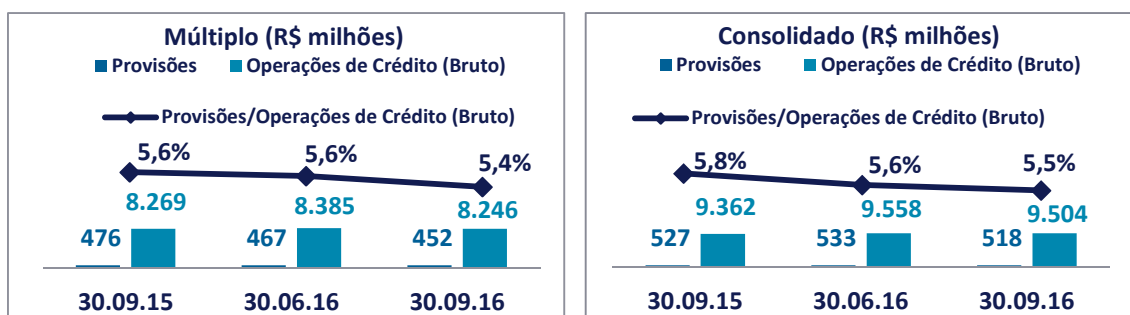 Múltiplo (R$ milhões)
Provisões Operações de Crédito (Bruto)
Provisões/Operações de Crédito (Bruto)
5,6% 5,6% 5,4%
8.269 8.385 8.246
476 467 452
30.09.15 30.06.16 30.09.16
Consolidado (R$ milhões)
Provisões Operações de Crédito (Bruto)
Provisões/Operações de Crédito (Bruto)
5,8% 5,6% 5,5%
9.362 9.558 9.504
527 533 518
30.09.15 30.06.16 30.09.16